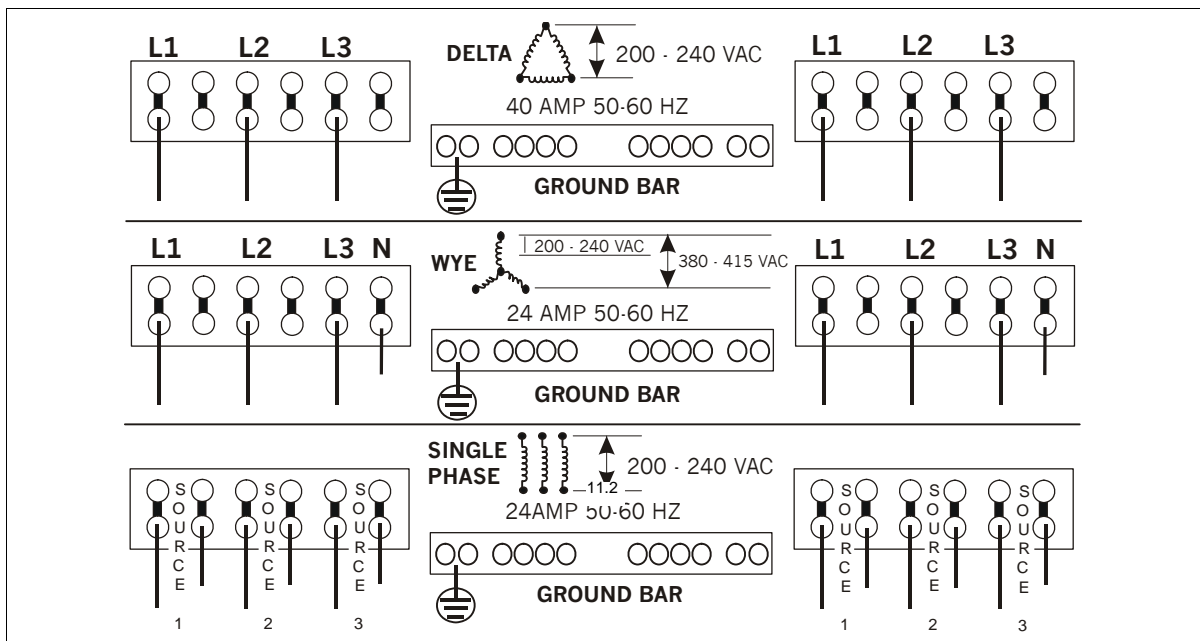 L1 L2 L3
DELTA
200 - 240 VAC
40 AMP 50-60 HZ
GROUND BAR
L1 L2 L3
L1 L2 L3 N
WYE
200 - 240 VAC
380 - 415 VAC
24 AMP 50-60 HZ
GROUND BAR
L1 L2 L3 N
SOURCE 1
SOURCE 2
SOURCE 3
SINGLE
PHASE
200 - 240 VAC
11.2
24AMP 50-60 HZ
GROUND BAR
SOURCE 1
SOURCE 2
SOURCE 3